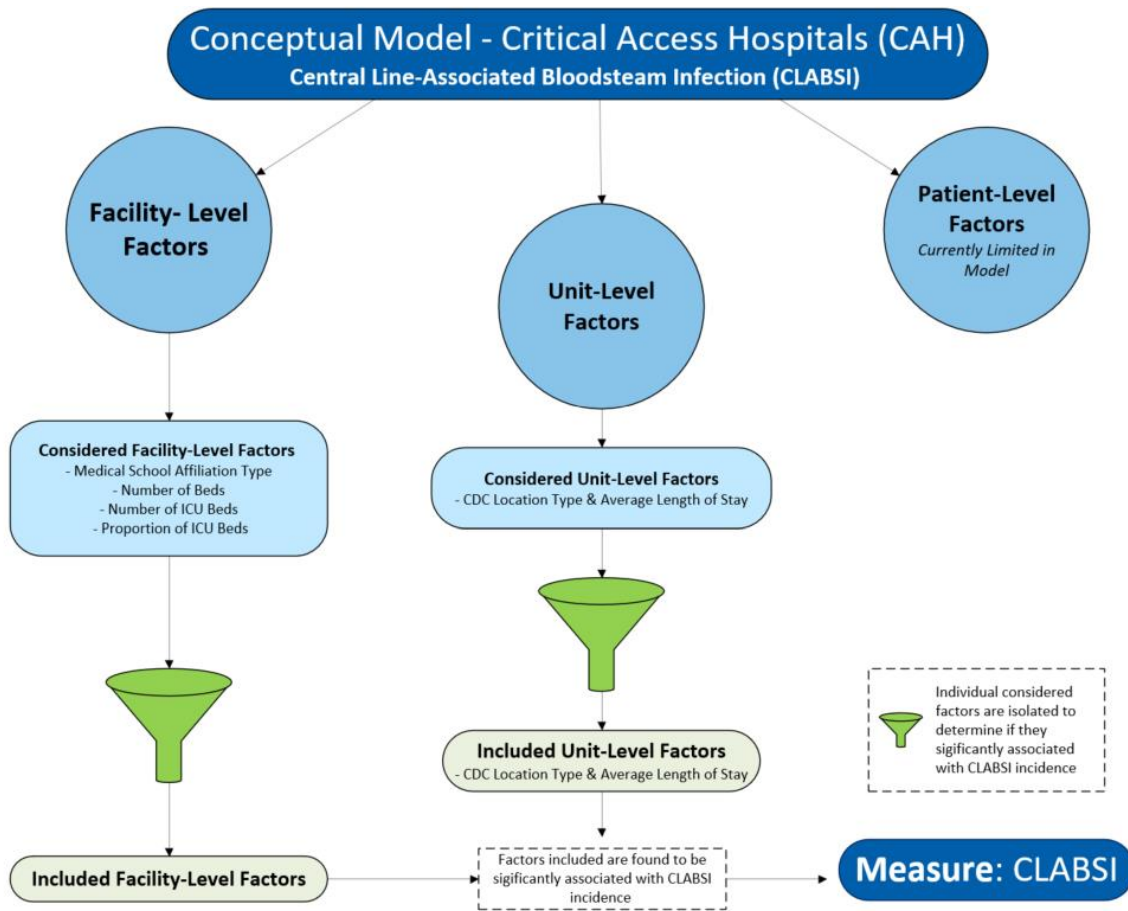 Conceptual Model - Critical Access Hospitals (CAH)
Central Line-Associated Bloodsteam Infection (CLABSI)
Facility- Level
Factors
Unit-Level
Factors
Patient-Level
Factors
Currently Limited in
Model
Considered Facility-Level Factors
- Medical School Affiliation Type
- Number of Beds
- Number of ICU Beds
- Proportion of ICU Beds
Considered Unit-Level Factors
- CDC Location Type & Average Length of Stay
Included Unit-Level Factors
- CDC Location Type & Average Length of Stay
Individual considered
factors are isolated to
determine if they
sigificantly associated
with CLABSI incidence
Included Facility-Level Factors
Factors included are found to be
sigificantly associated with CLABSI
incidence
Measure: CLABSI